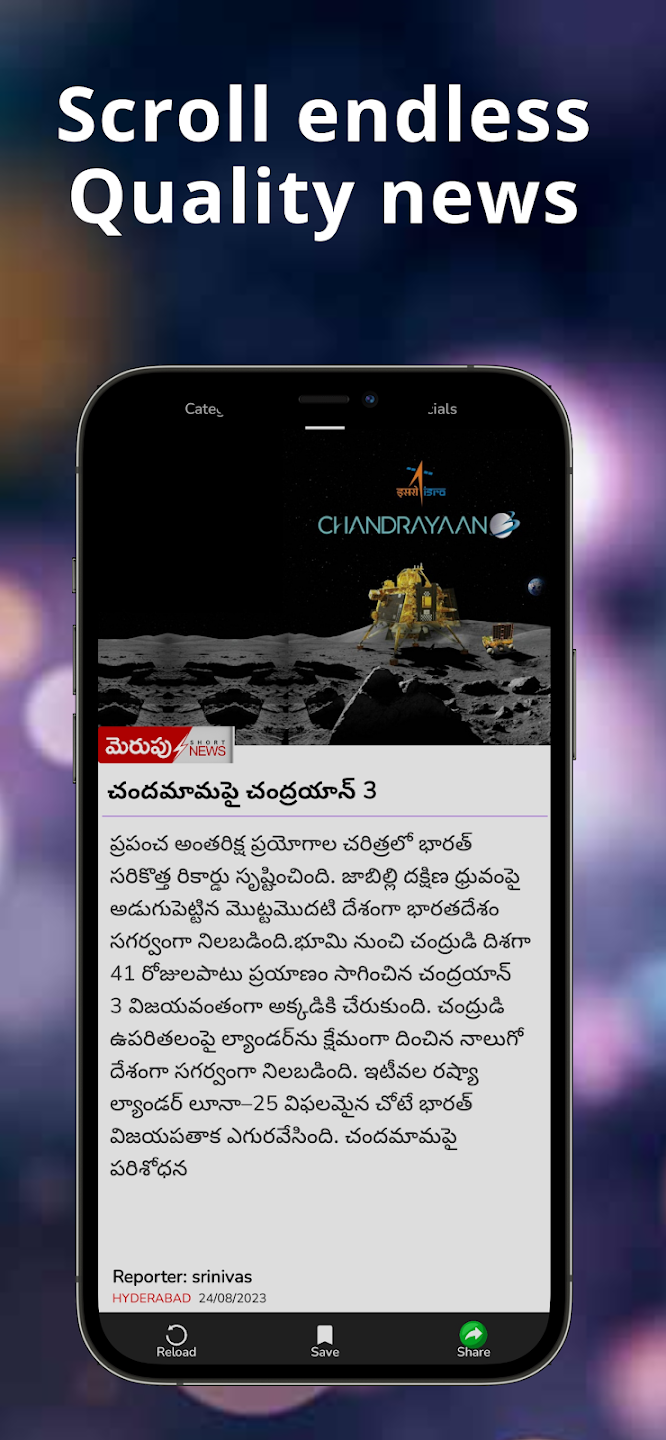 Scroll endless
Quality news
इसरो isro
CHANDRAYAAN 3
మెరుపు SHORT NEWS
చందమామపై చంద్రయాన్ 3
ప్రపంచ అంతరిక్ష ప్రయోగాల చరిత్రలో భారత్
సరికొత్త రికార్డు సృష్టించింది. జాబిల్లి దక్షిణ ధ్రువంపై
అడుగుపెట్టిన మొట్టమొదటి దేశంగా భారతదేశం
సగర్వంగా నిలబడింది.భూమి నుంచి చంద్రుడి దిశగా
41 రోజులపాటు ప్రయాణం సాగించిన చంద్రయాన్
3 విజయవంతంగా అక్కడికి చేరుకుంది. చంద్రుడి
ఉపరితలంపై ల్యాండర్‌ను క్షేమంగా దించిన నాలుగో
దేశంగా సగర్వంగా నిలబడింది. ఇటీవల రష్యా
ల్యాండర్ లూనా–25 విఫలమైన చోటే భారత్
విజయపతాక ఎగురవేసింది. చందమామపై
పరిశోధన
Reporter: srinivas
HYDERABAD 24/08/2023
Reload Save Share